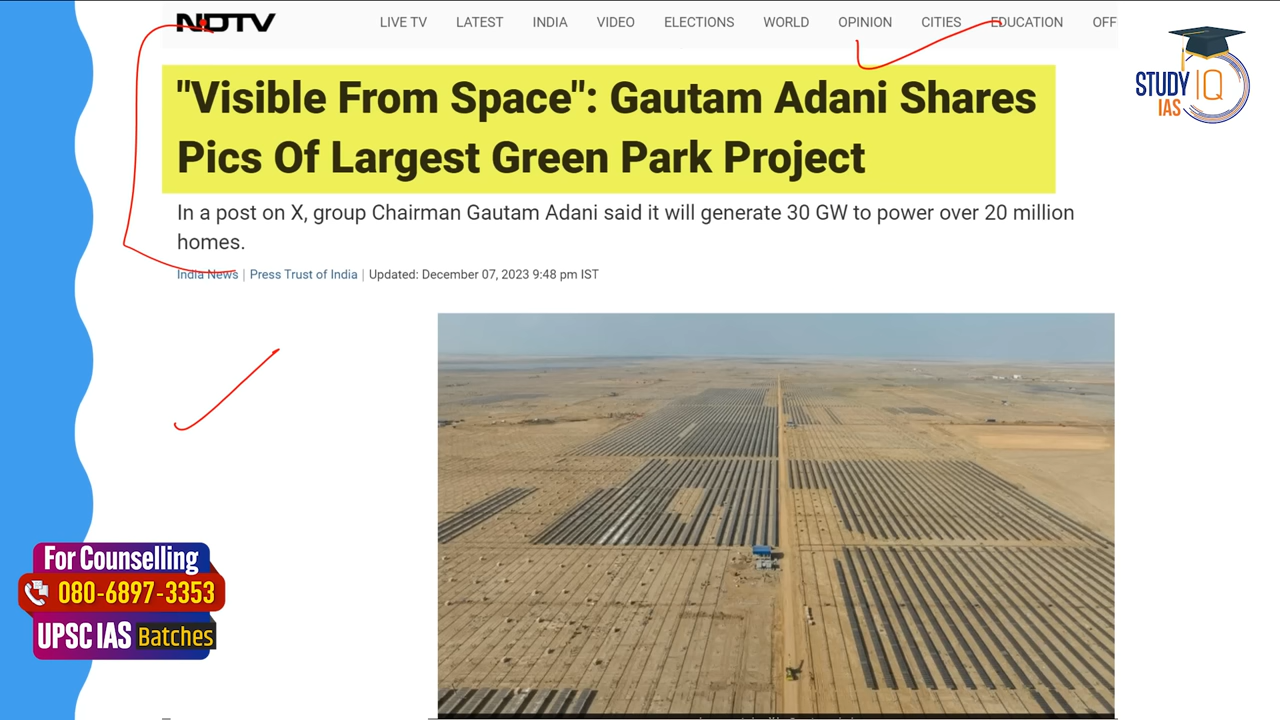 NDTV
LIVE TV LATEST INDIA VIDEO ELECTIONS WORLD OPINION CITIES EDUCATION OFF
STUDY IQ
IAS
"Visible From Space": Gautam Adani Shares
Pics Of Largest Green Park Project
In a post on X, group Chairman Gautam Adani said it will generate 30 GW to power over 20 million
homes.
India News | Press Trust of India | Updated: December 07, 2023 9:48 pm IST
For Counselling
080-6897-3353
UPSC IAS Batches